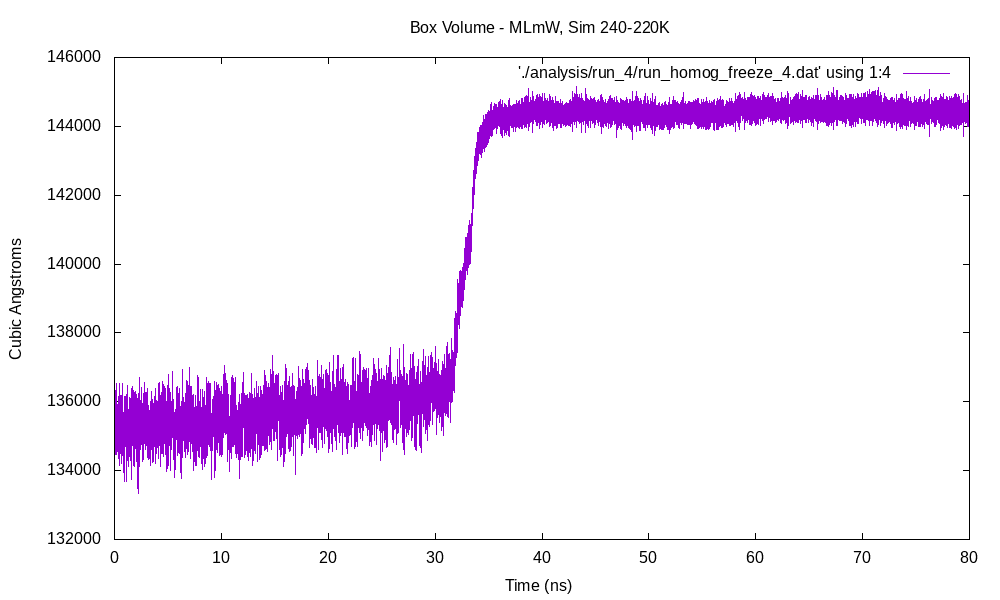 Box Volume - MLmW, Sim 240-220K
'./analysis/run_4/run_homog_freeze_4.dat' using 1:4
146000
144000
142000
140000
138000
136000
134000
132000
Cubic Angstroms
0 10 20 30 40 50 60 70 80
Time (ns)